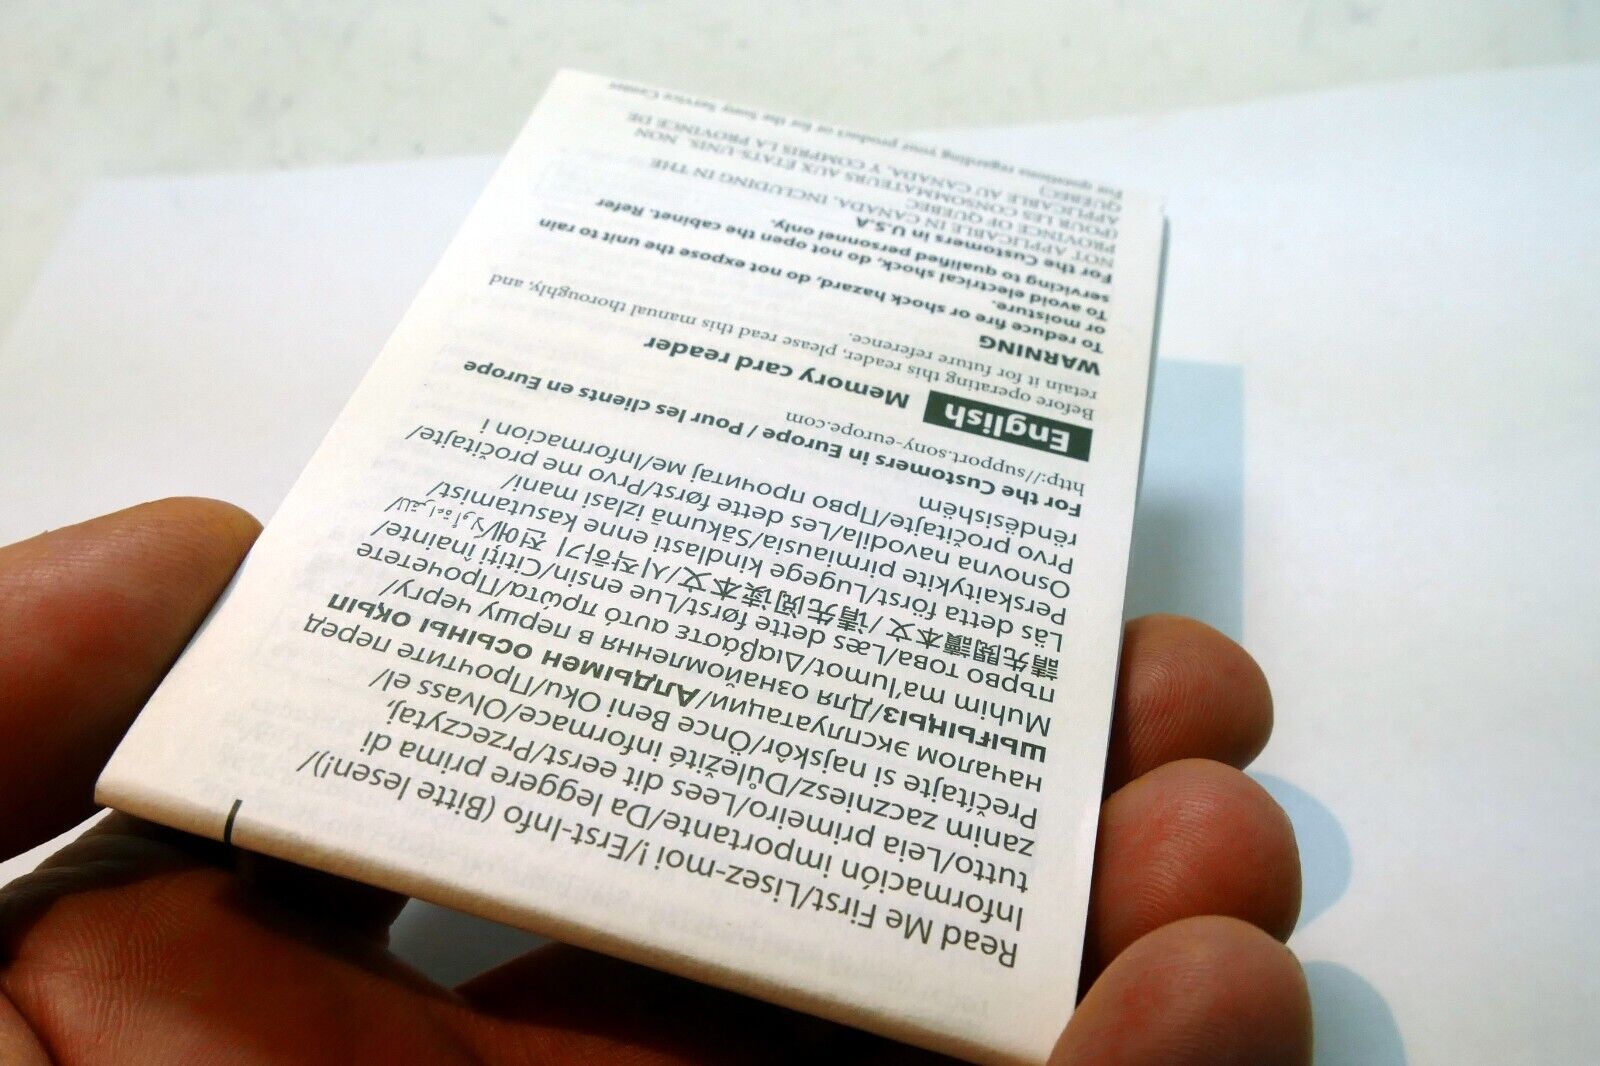 Read Me First/Lisez-moi !/Erst-Info (Bitte lesen!)/
Información importante/Da leggere prima di
tutto/Leia primeiro/Lees dit eerst/Przeczytaj,
zanim zaczniesz/Důležité informace/Olvass el/
Prečítajte si najskôr/Önce Beni Oku/Прочтите перед
началом эксплуатации/Алдымен осыны оқып
шығыңыз/Для ознайомлення в першу чергу/
Muhim ma'lumot/Διαβάστε αυτό πρώτα/Прочетете
първо това/Læs dette først/Lue ensin/Citiți înainte/
請先閱讀本文/请先阅读本文/시작하기 전에/
Läs detta först/Lugege kindlasti enne kasutamist/
Perskaitykite pirmiausia/Sākumā izlasi mani/
Osnovna navodila/Les dette først/Prvo me pročitajte/
Prvo pročitajte/Прво прочитај ме/Informacion i
rëndësishëm
For the Customers in Europe / Pour les clients en Europe
http://support.sony-europe.com
English Memory card reader
Before operating this reader, please read this manual thoroughly, and
retain it for future reference.
WARNING
To reduce fire or shock hazard, do not expose the unit to rain
or moisture.
To avoid electrical shock, do not open the cabinet. Refer
servicing to qualified personnel only.
For the Customers in U.S.A
NOT APPLICABLE IN CANADA, INCLUDING IN THE
PROVINCE OF QUEBEC
(POUR LES CONSOMMATEURS AUX ÉTATS-UNIS. NON
APPLICABLE AU CANADA, Y COMPRIS LA PROVINCE DE
QUÉBEC)
For questions regarding your product or for the Sony Service Center